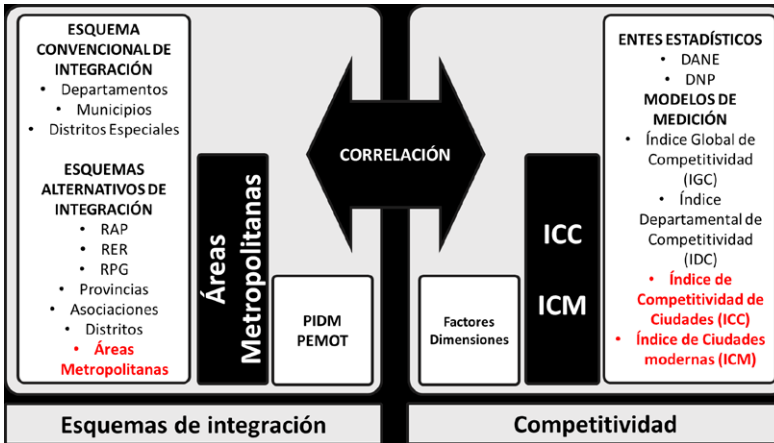 ESQUEMA
CONVENCIONAL DE
INTEGRACIÓN
• Departamentos
• Municipios
• Distritos Especiales
ESQUEMAS
ALTERNATIVOS DE
INTEGRACIÓN
• RAP
• RER
• RPG
• Provincias
• Asociaciones
• Distritos
• Áreas
Metropolitanas
Áreas
Metropolitanas
PIDM
PEMOT
CORRELACIÓN
Factores
Dimensiones
ICC
ICM
ENTES ESTADÍSTICOS
• DANE
• DNP
MODELOS DE
MEDICIÓN
• Índice Global de
Competitividad
(IGC)
• Índice
Departamental de
Competitividad
(IDC)
• Índice de
Competitividad de
Ciudades (ICC)
• Índice de Ciudades
modernas (ICM)
Esquemas de integración
Competitividad